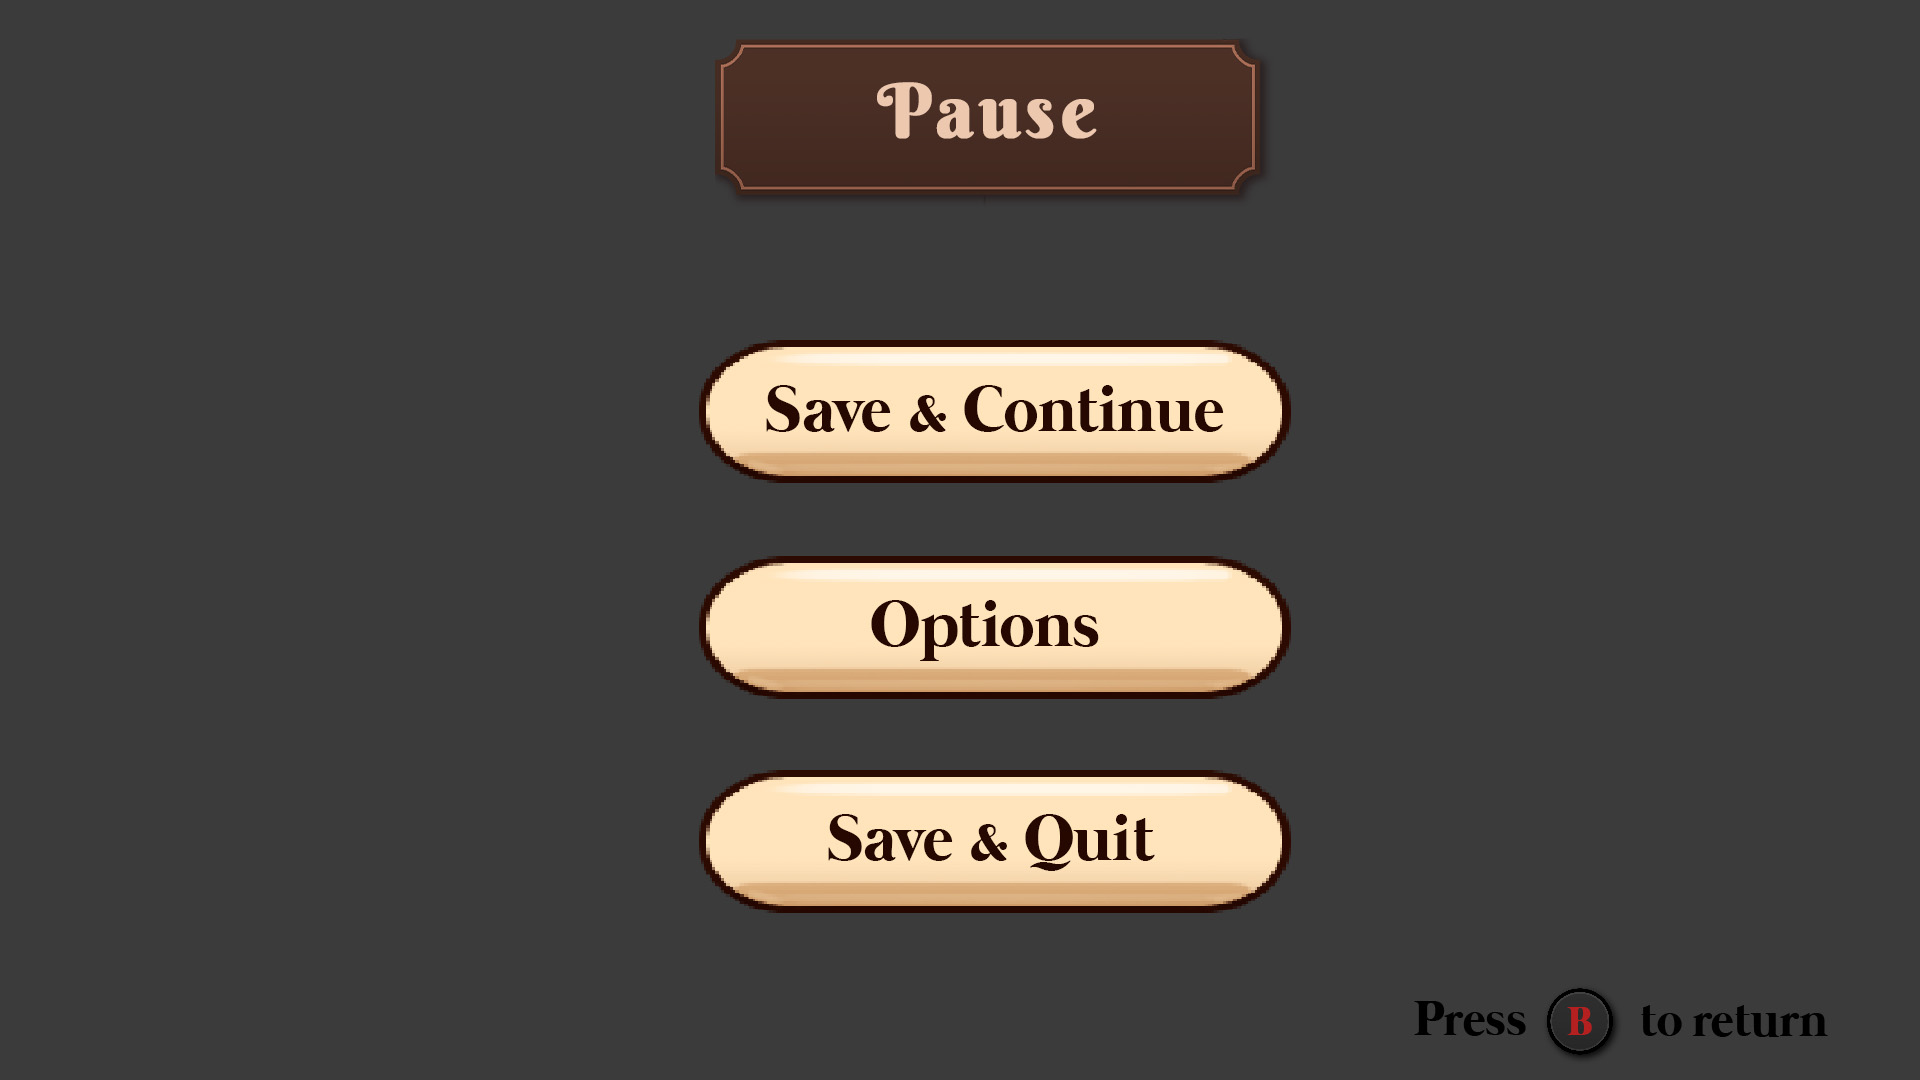 Pause
Save & Continue
Options
Save & Quit
Press B to return